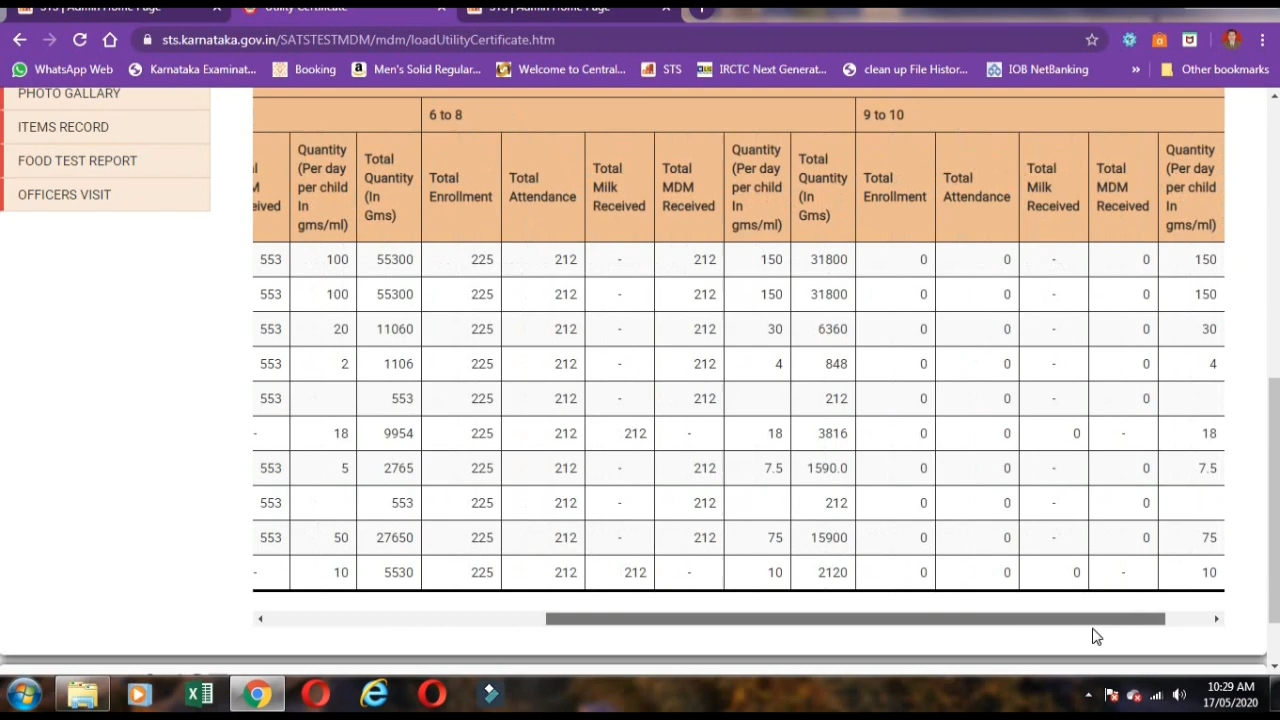 STS | Admin Home Page
Utility Certificate
STS | Admin Home Page
sts.karnataka.gov.in/SATSTESTMDM/mdm/loadUtilityCertificate.htm
WhatsApp Web Karnataka Examinat... Booking Men's Solid Regular... Welcome to Central... STS IRCTC Next Generat... clean up File Histor... IOB NetBanking » Other bookmarks
PHOTO GALLARY
ITEMS RECORD
FOOD TEST REPORT
OFFICERS VISIT
6 to 8 9 to 10
Quantity (Per day per child In gms/ml) Total Quantity (In Gms) Total Enrollment Total Attendance Total Milk Received Total MDM Received Quantity (Per day per child In gms/ml) Total Quantity (In Gms) Total Enrollment Total Attendance Total Milk Received Total MDM Received Quantity (Per day per child In gms/ml)
553 100 55300 225 212 - 212 150 31800 0 0 - 0 150
553 100 55300 225 212 - 212 150 31800 0 0 - 0 150
553 20 11060 225 212 - 212 30 6360 0 0 - 0 30
553 2 1106 225 212 - 212 4 848 0 0 - 0 4
553 553 225 212 - 212 212 0 0 - 0
- 18 9954 225 212 212 - 18 3816 0 0 0 - 18
553 5 2765 225 212 - 212 7.5 1590.0 0 0 - 0 7.5
553 553 225 212 - 212 212 0 0 - 0
553 50 27650 225 212 - 212 75 15900 0 0 - 0 75
- 10 5530 225 212 212 - 10 2120 0 0 0 - 10
10:29 AM
17/05/2020